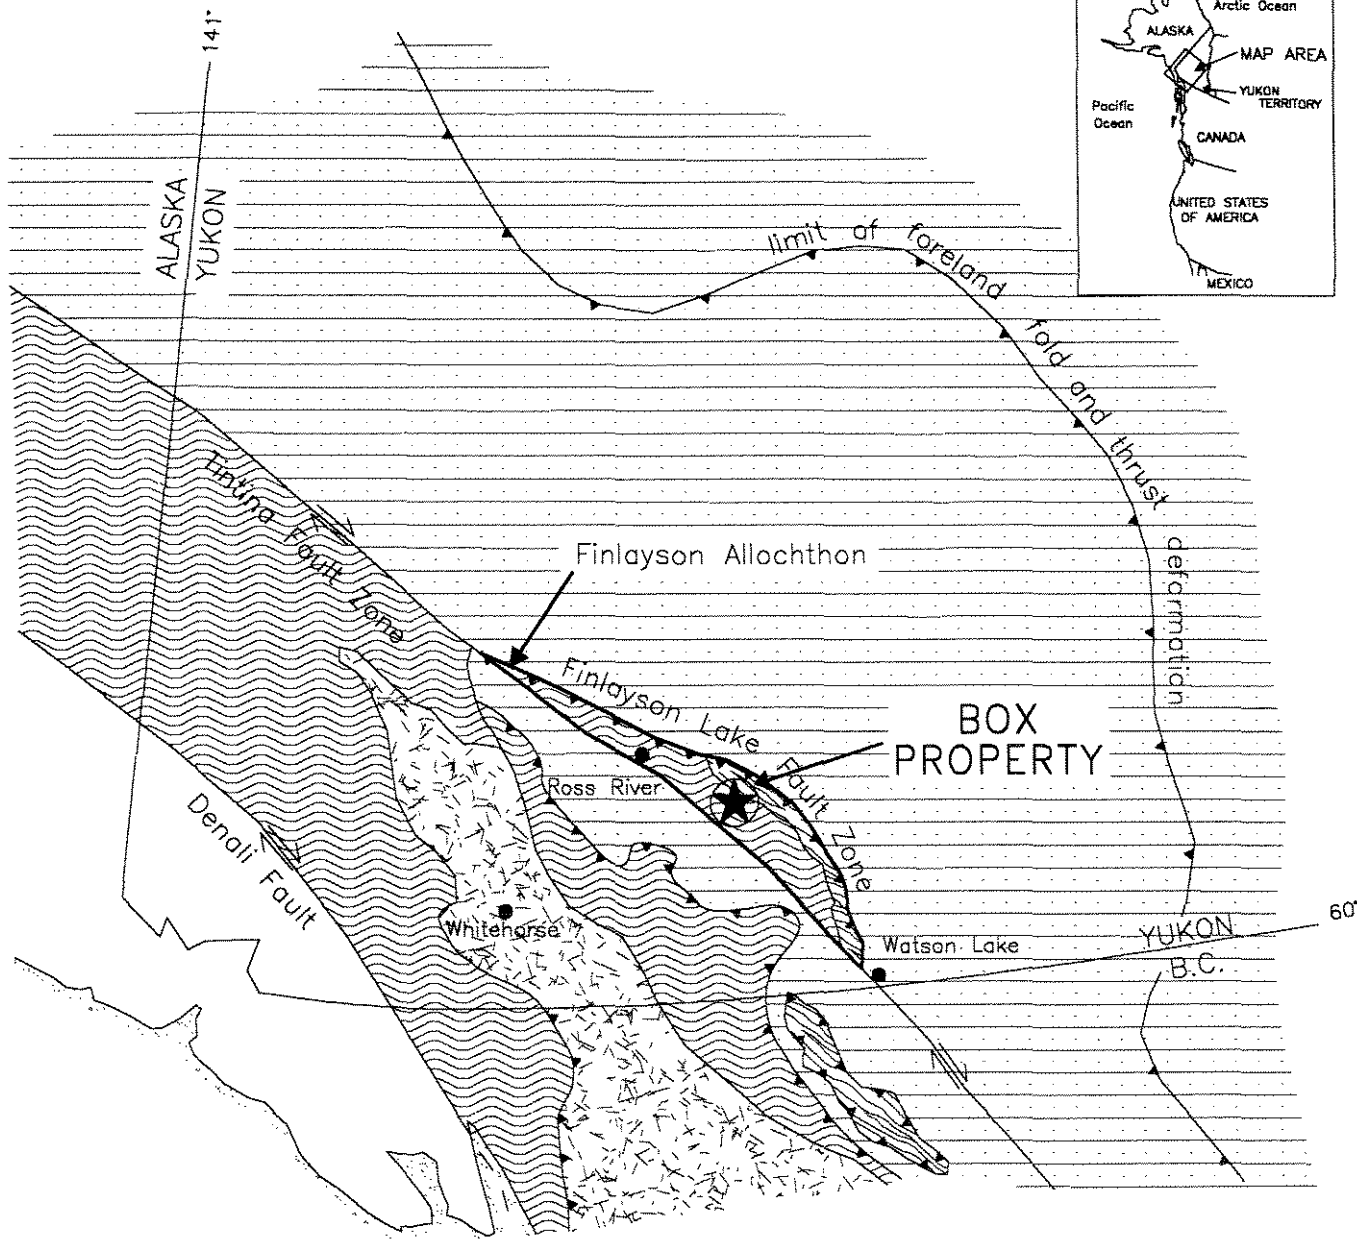 Arctic Ocean
ALASKA
MAP AREA
YUKON
TERRITORY
Pacific
Ocean
CANADA
UNITED STATES
OF AMERICA
MEXICO
141°
ALASKA
YUKON
limit of foreland fold and thrust deformation
Tintina Fault Zone
Finlayson Allochthon
Finlayson Lake Fault Zone
BOX
PROPERTY
Ross River
Denali Fault
Whitehorse
Watson Lake
60°
YUKON
B.C.